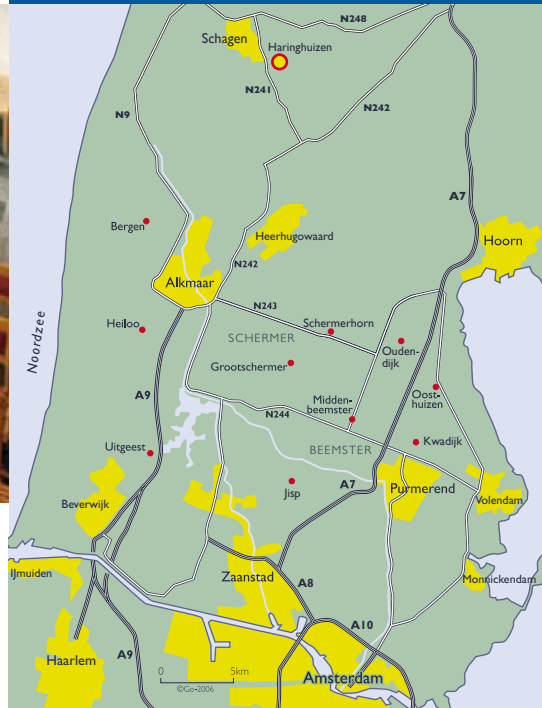 N248
Schagen
Haringhuizen
N241
N242
N9
A7
Bergen
Heerhugowaard
Hoorn
N242
Alkmaar
N243
Noordzee
Heiloo
SCHERMER
Schermerhorn
Ouden-
dijk
Grootschermer
A9
Midden-
beemster
Oost-
huizen
N244
Uitgeest
BEEMSTER
Kwadijk
Jisp
A7
Purmerend
Beverwijk
Volendam
IJmuiden
Zaanstad
A8
Monnickendam
A10
Haarlem
A9
0
5km
©Go-2006
Amsterdam